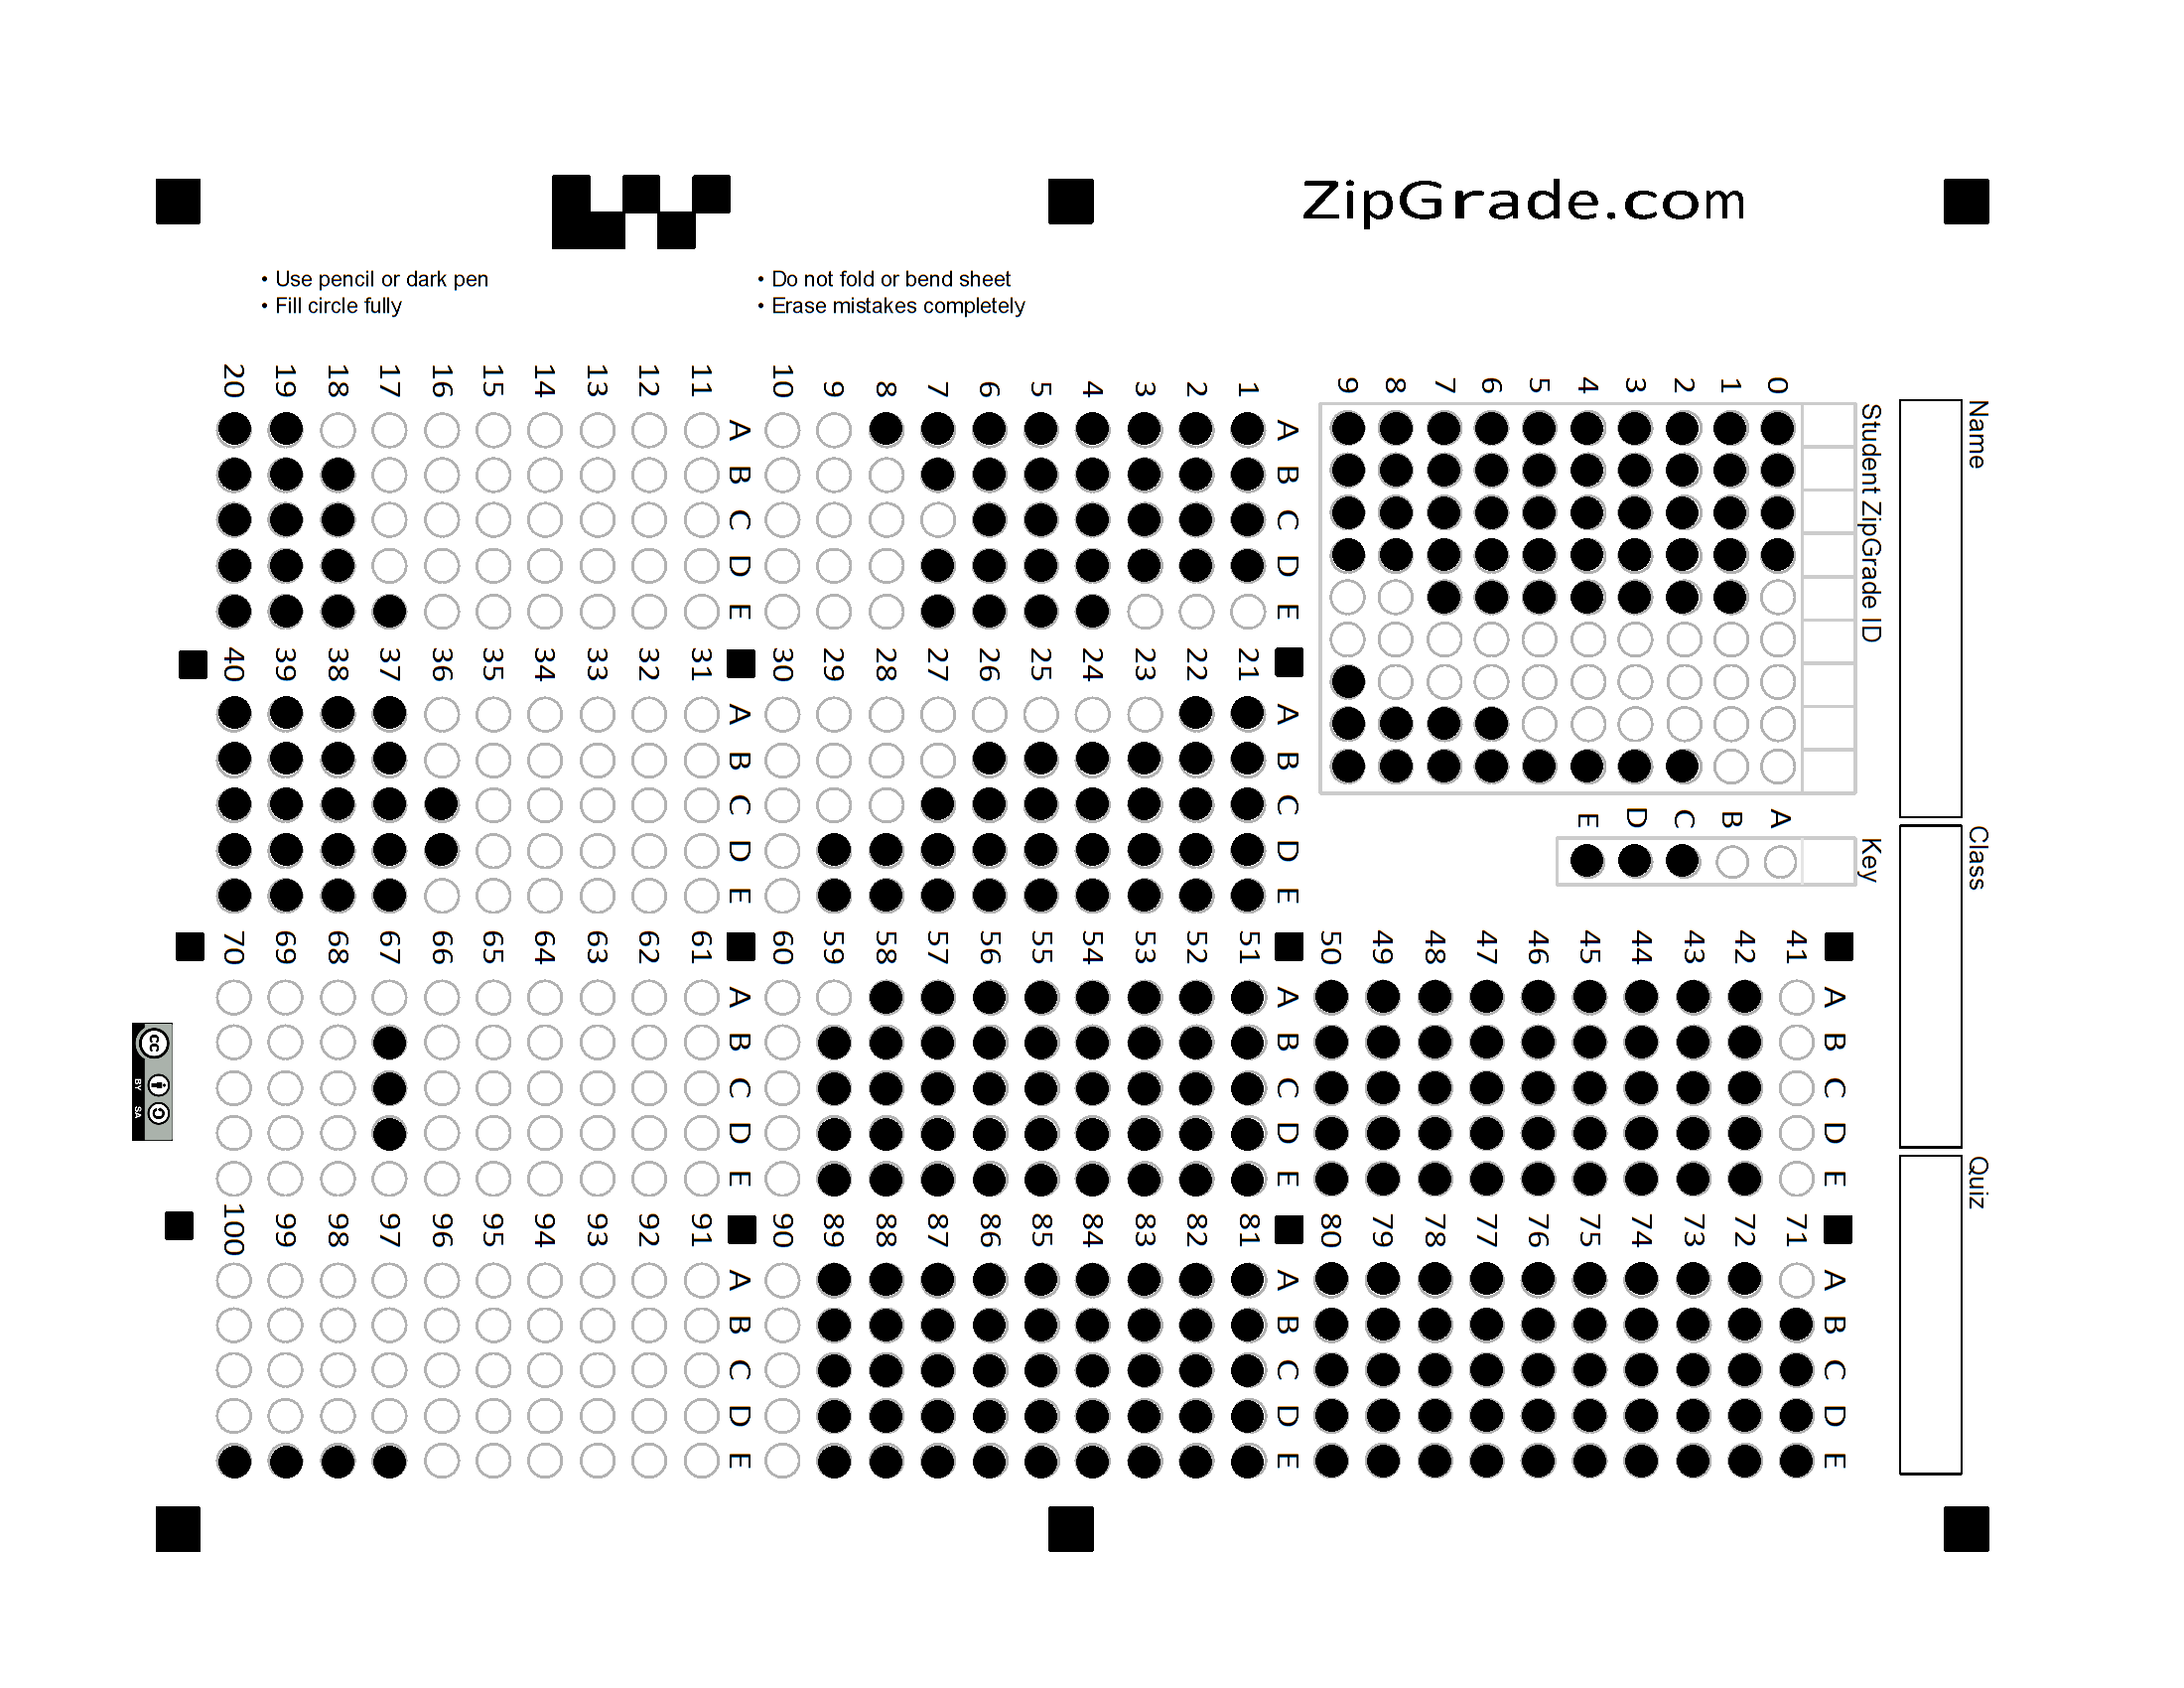 ZipGrade.com
• Use pencil or dark pen
• Fill circle fully
• Do not fold or bend sheet
• Erase mistakes completely
Name
Class
Quiz
Student ZipGrade ID
0 1 2 3 4 5 6 7 8 9
Key
A B C D E
1 2 3 4 5 6 7 8 9 10
A B C D E
11 12 13 14 15 16 17 18 19 20
A B C D E
21 22 23 24 25 26 27 28 29 30
A B C D E
31 32 33 34 35 36 37 38 39 40
A B C D E
41 42 43 44 45 46 47 48 49 50
A B C D E
51 52 53 54 55 56 57 58 59 60
A B C D E
61 62 63 64 65 66 67 68 69 70
A B C D E
71 72 73 74 75 76 77 78 79 80
A B C D E
81 82 83 84 85 86 87 88 89 90
A B C D E
91 92 93 94 95 96 97 98 99 100
A B C D E
cc
BY SA